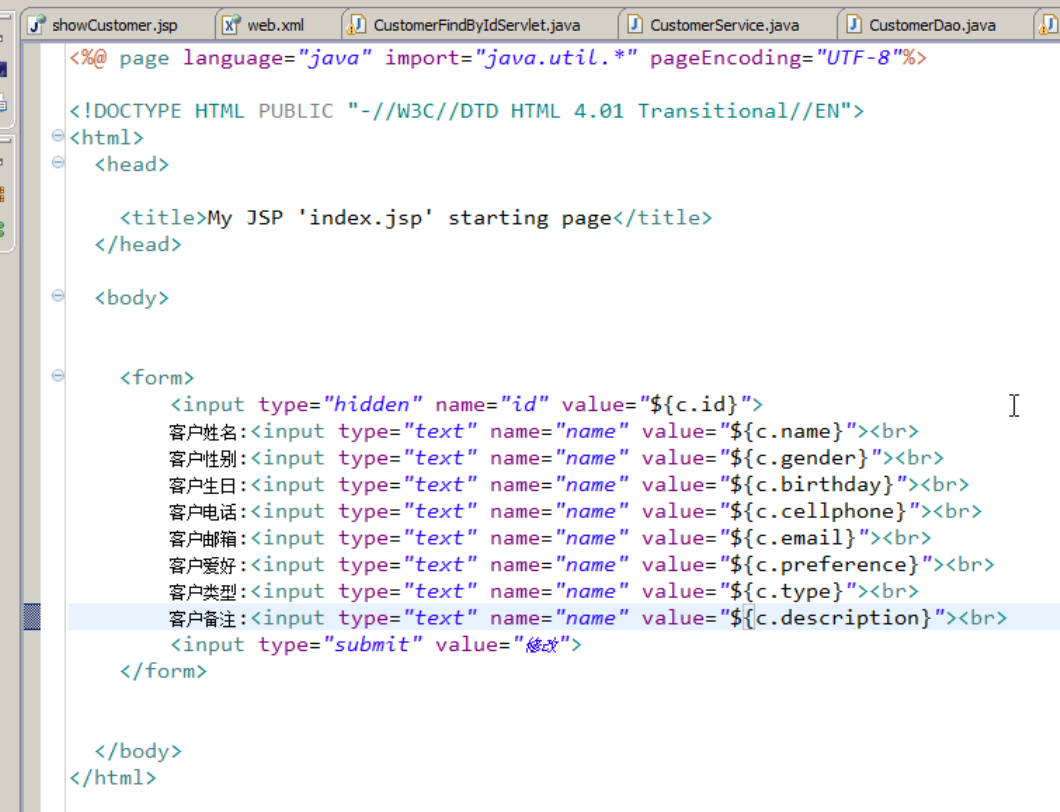 showCustomer.jsp web.xml CustomerFindByIdServlet.java CustomerService.java CustomerDao.java
<%@ page language="java" import="java.util.*" pageEncoding="UTF-8"%>
<!DOCTYPE HTML PUBLIC "-//W3C//DTD HTML 4.01 Transitional//EN">
<html>
<head>
<title>My JSP 'index.jsp' starting page</title>
</head>
<body>
<form>
<input type="hidden" name="id" value="${c.id}">
客户姓名:<input type="text" name="name" value="${c.name}"><br>
客户性别:<input type="text" name="name" value="${c.gender}"><br>
客户生日:<input type="text" name="name" value="${c.birthday}"><br>
客户电话:<input type="text" name="name" value="${c.cellphone}"><br>
客户邮箱:<input type="text" name="name" value="${c.email}"><br>
客户爱好:<input type="text" name="name" value="${c.preference}"><br>
客户类型:<input type="text" name="name" value="${c.type}"><br>
客户备注:<input type="text" name="name" value="${c.description}"><br>
<input type="submit" value="修改">
</form>
</body>
</html>